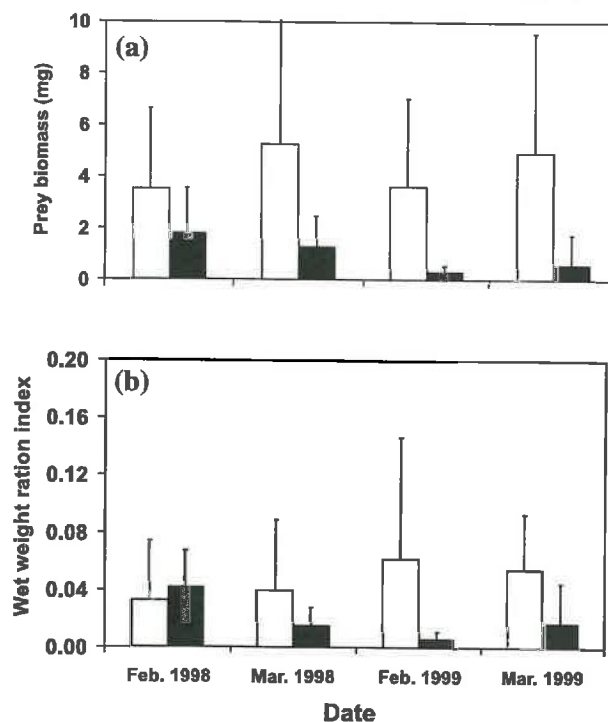 (a)
Prey biomass (mg)
10
8
6
4
2
0
(b)
Wet weight ration index
0.20
0.16
0.12
0.08
0.04
0.00
Feb. 1998 Mar. 1998 Feb. 1999 Mar. 1999
Date